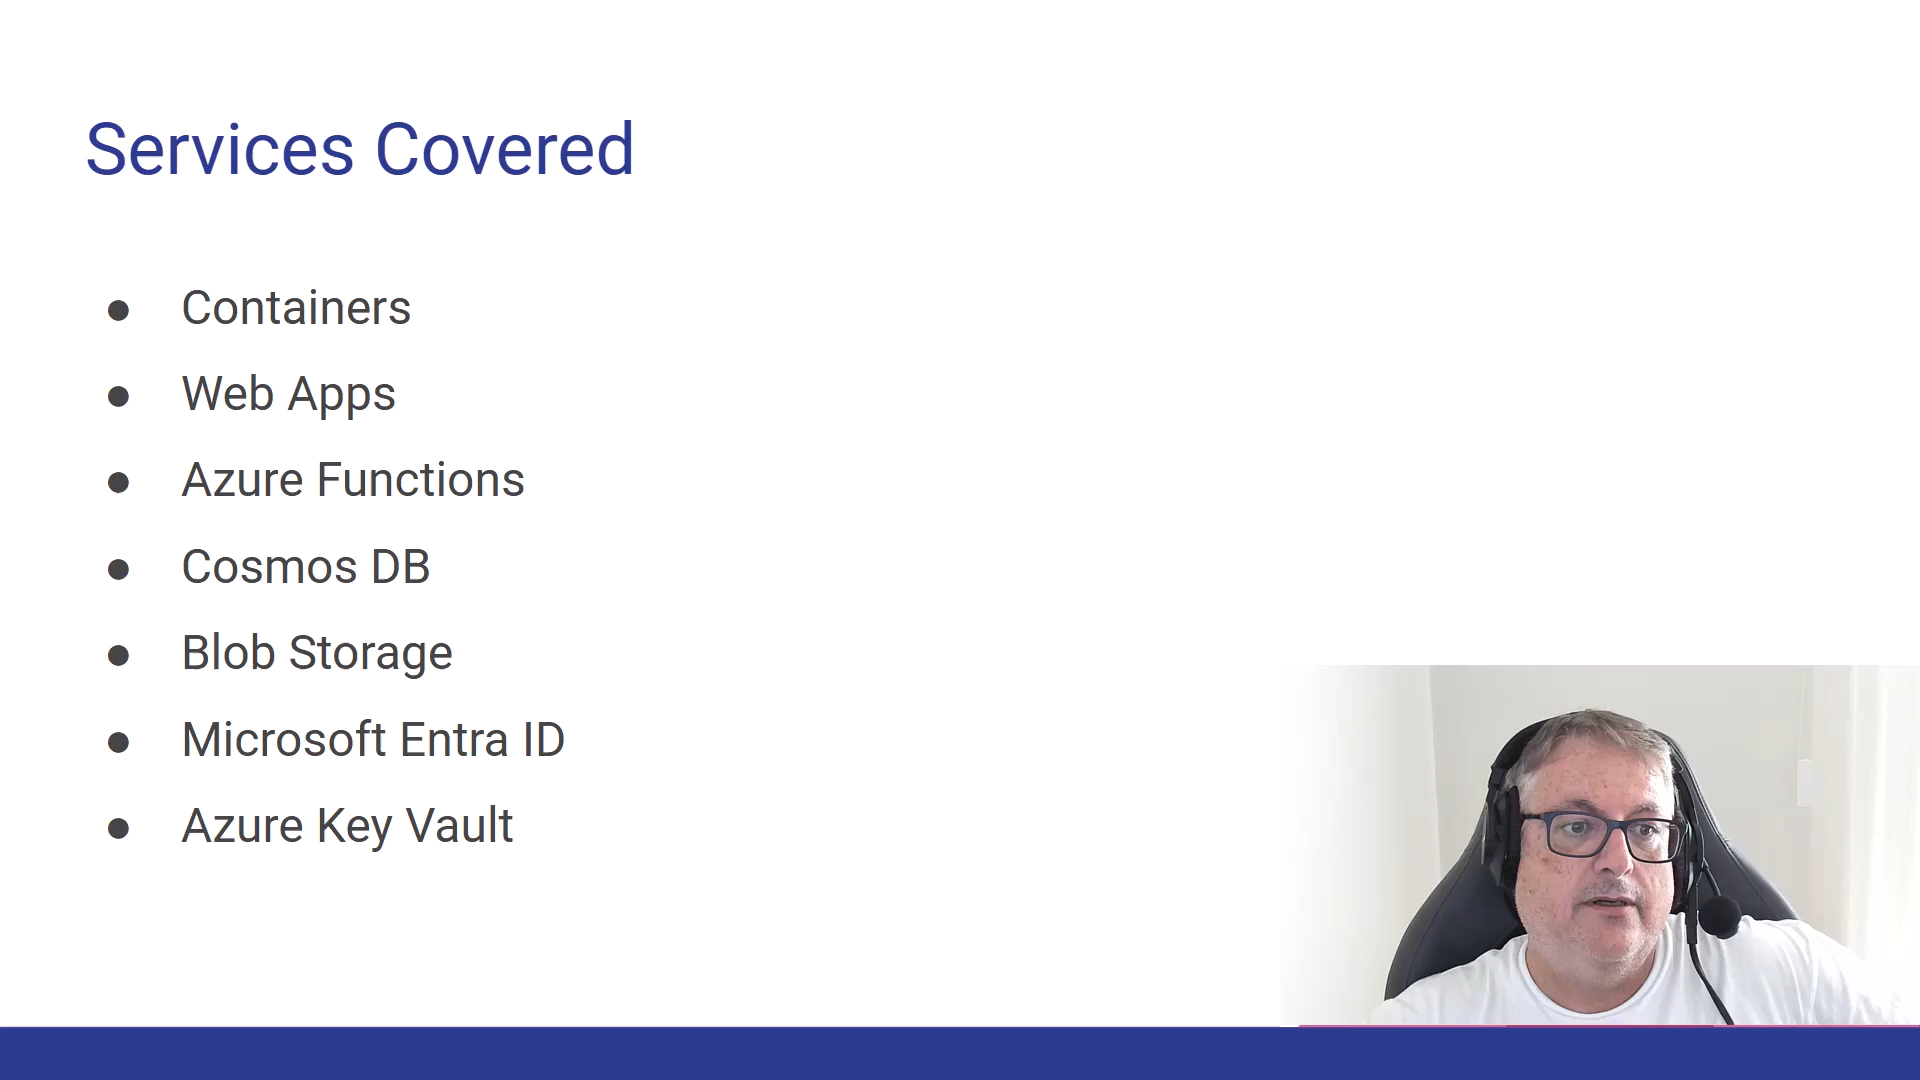 Services Covered
● Containers
● Web Apps
● Azure Functions
● Cosmos DB
● Blob Storage
● Microsoft Entra ID
● Azure Key Vault